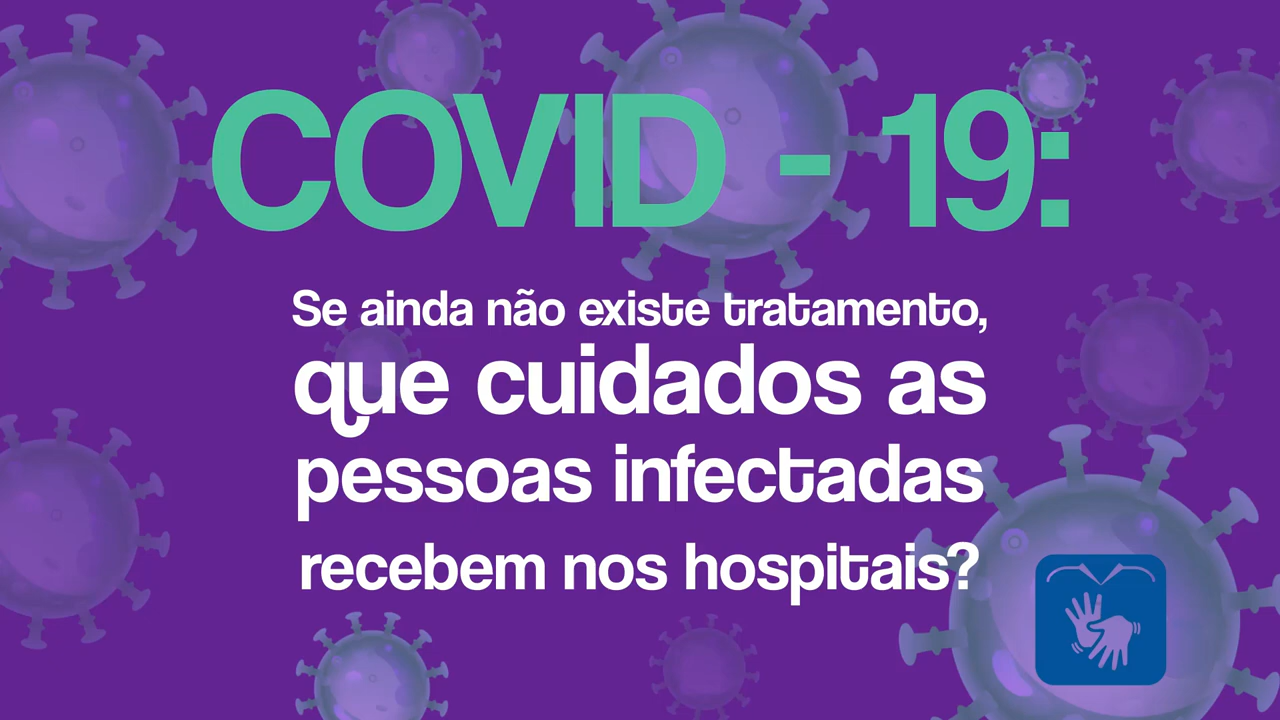 COVID - 19:
Se ainda não existe tratamento,
que cuidados as
pessoas infectadas
recebem nos hospitais?